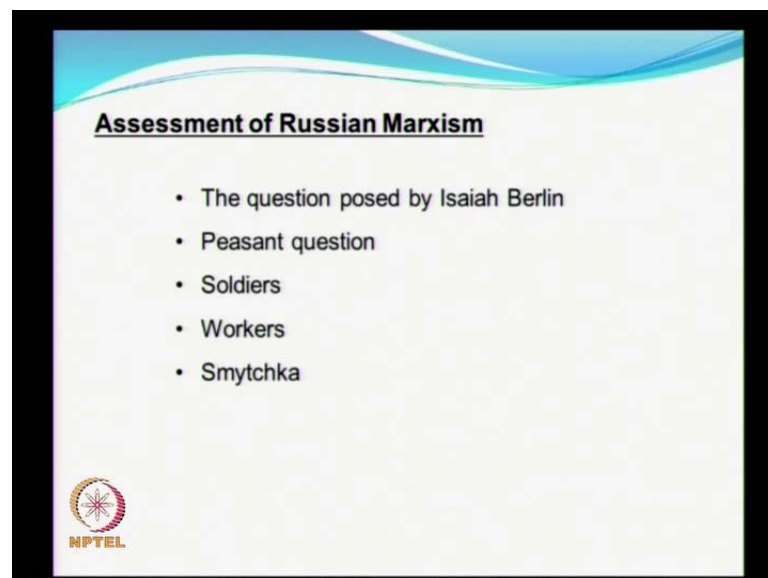 Assessment of Russian Marxism
• The question posed by Isaiah Berlin
• Peasant question
• Soldiers
• Workers
• Smytchka
NPTEL